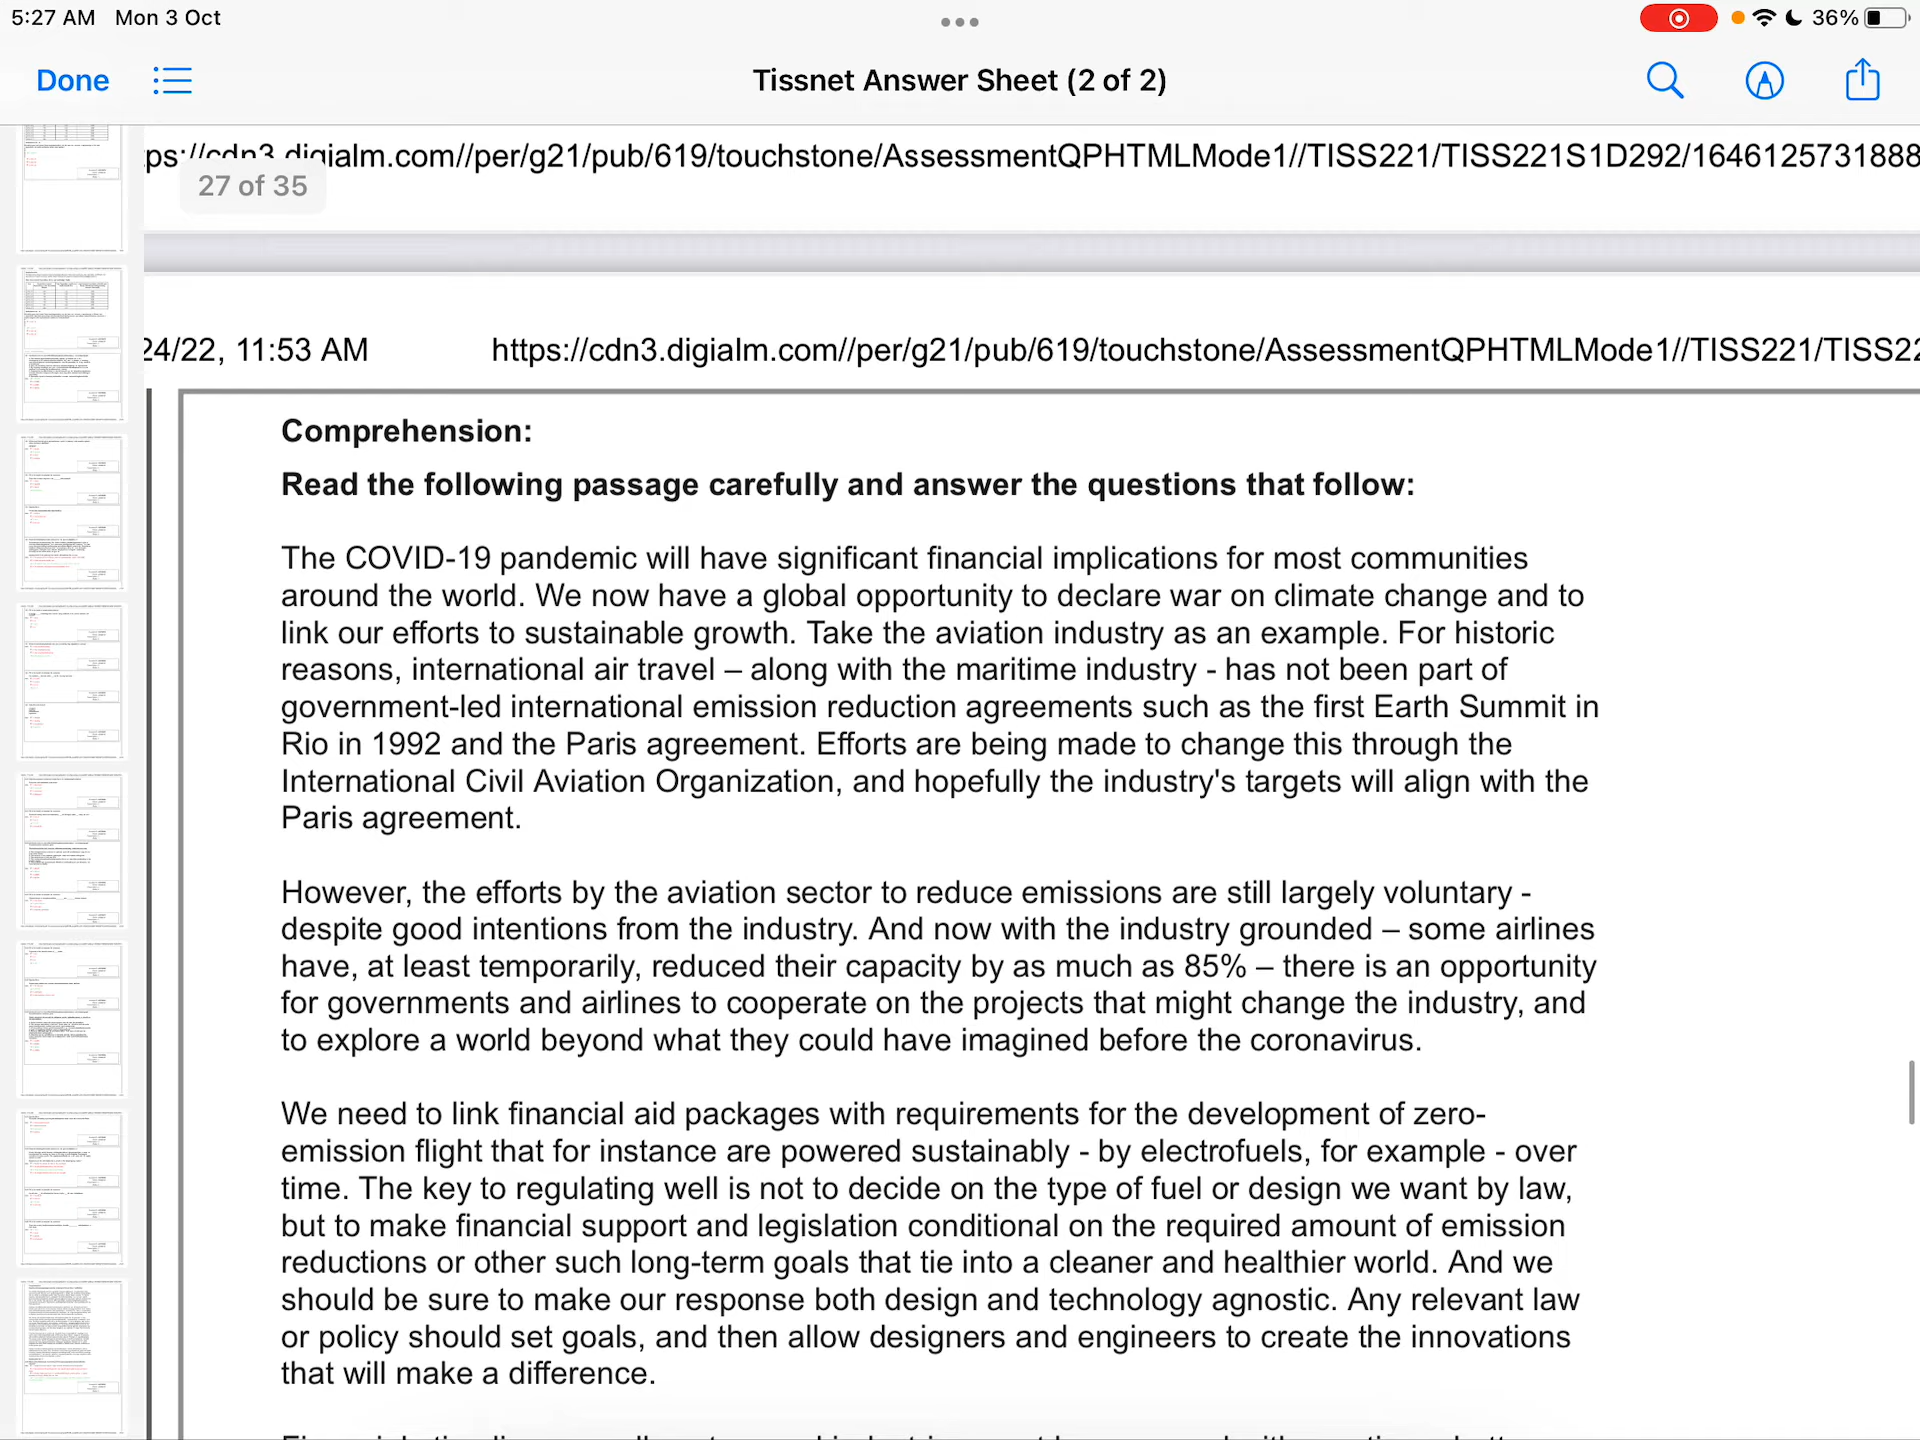 5:27 AM Mon 3 Oct
36%
Done
Tissnet Answer Sheet (2 of 2)
ps://cdn3.digialm.com//per/g21/pub/619/touchstone/AssessmentQPHTMLMode1//TISS221/TISS221S1D292/1646125731888
27 of 35
24/22, 11:53 AM https://cdn3.digialm.com//per/g21/pub/619/touchstone/AssessmentQPHTMLMode1//TISS221/TISS22
Comprehension:
Read the following passage carefully and answer the questions that follow:
The COVID-19 pandemic will have significant financial implications for most communities
around the world. We now have a global opportunity to declare war on climate change and to
link our efforts to sustainable growth. Take the aviation industry as an example. For historic
reasons, international air travel – along with the maritime industry - has not been part of
government-led international emission reduction agreements such as the first Earth Summit in
Rio in 1992 and the Paris agreement. Efforts are being made to change this through the
International Civil Aviation Organization, and hopefully the industry's targets will align with the
Paris agreement.
However, the efforts by the aviation sector to reduce emissions are still largely voluntary -
despite good intentions from the industry. And now with the industry grounded – some airlines
have, at least temporarily, reduced their capacity by as much as 85% – there is an opportunity
for governments and airlines to cooperate on the projects that might change the industry, and
to explore a world beyond what they could have imagined before the coronavirus.
We need to link financial aid packages with requirements for the development of zero-
emission flight that for instance are powered sustainably - by electrofuels, for example - over
time. The key to regulating well is not to decide on the type of fuel or design we want by law,
but to make financial support and legislation conditional on the required amount of emission
reductions or other such long-term goals that tie into a cleaner and healthier world. And we
should be sure to make our response both design and technology agnostic. Any relevant law
or policy should set goals, and then allow designers and engineers to create the innovations
that will make a difference.